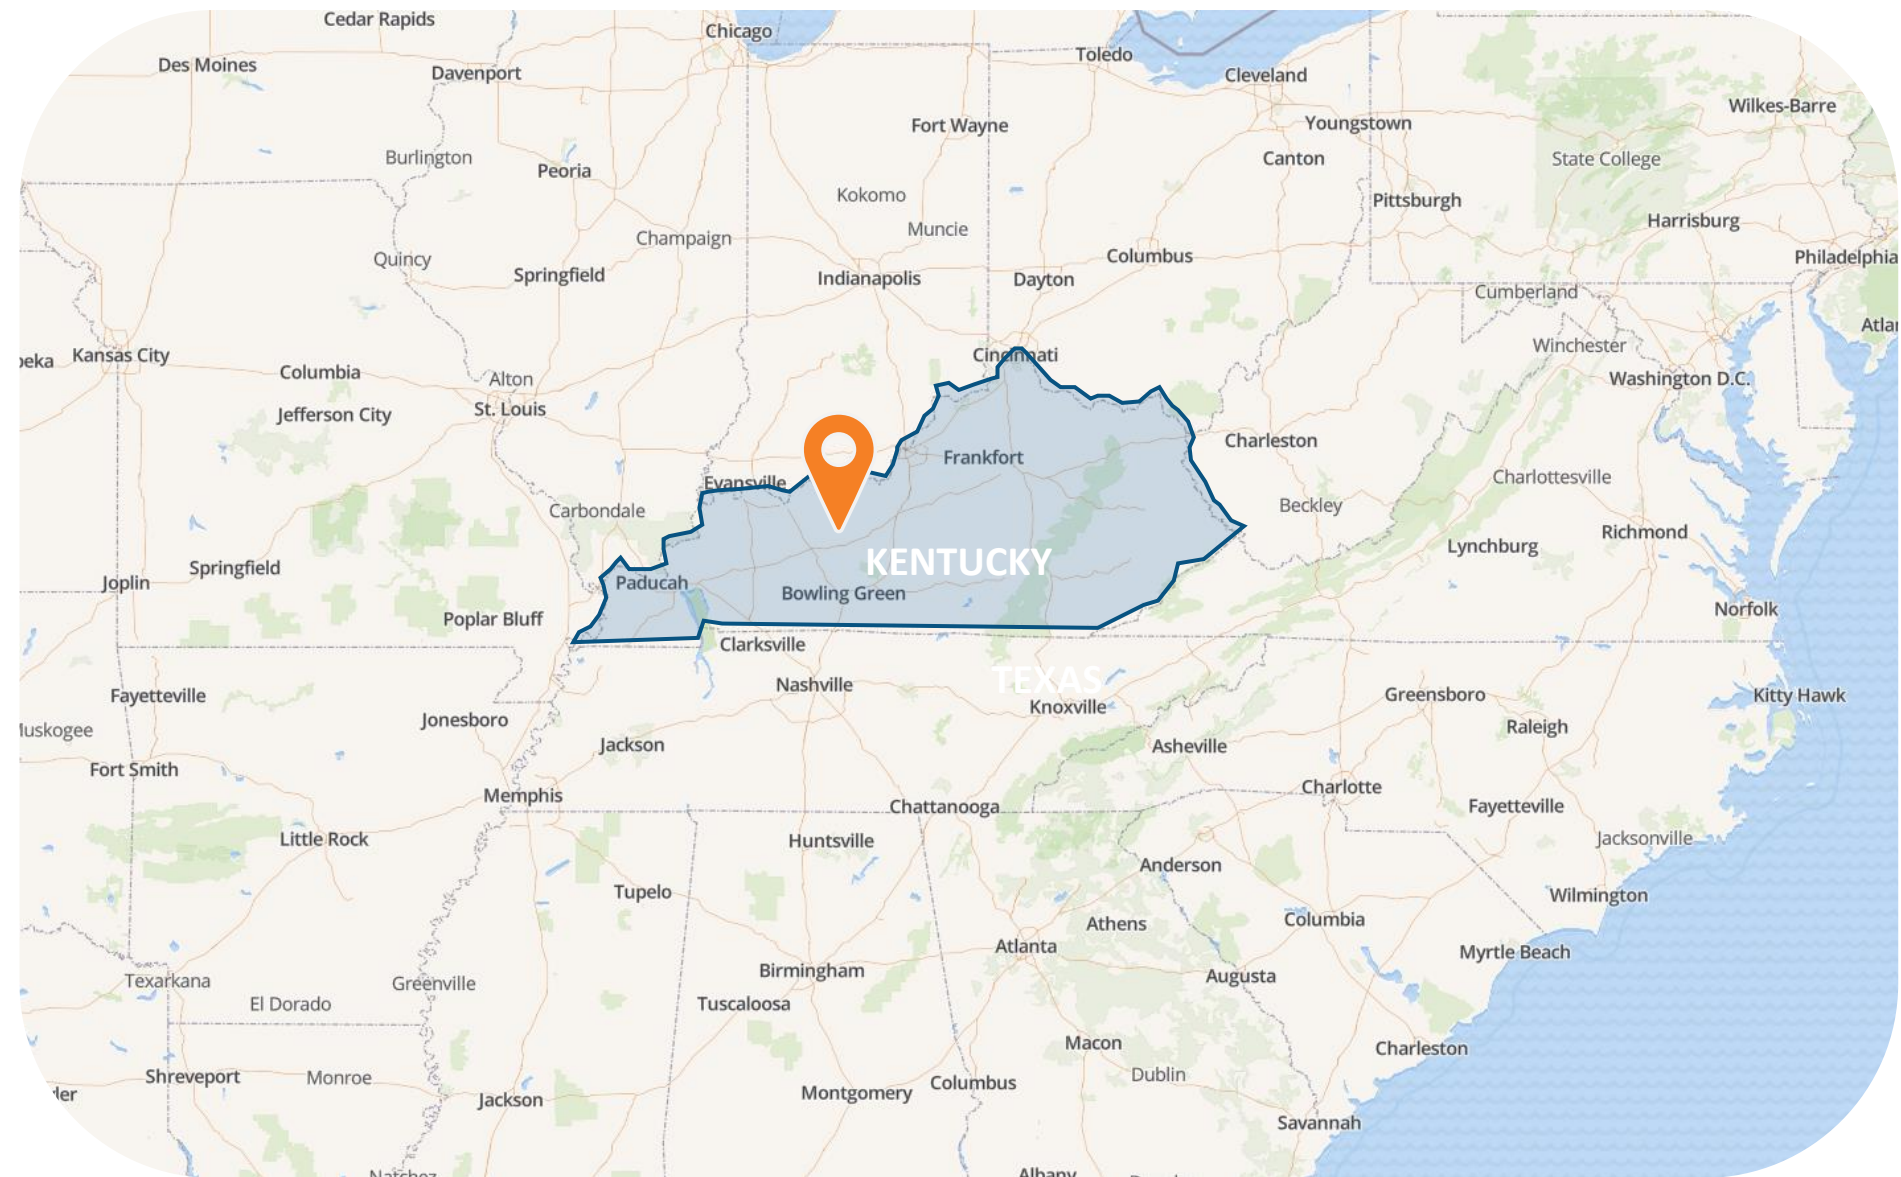 Cedar Rapids
Chicago
Des Moines
Davenport
Toledo
Cleveland
Wilkes-Barre
Fort Wayne
Youngstown
Burlington
Peoria
Canton
State College
Kokomo
Pittsburgh
Muncie
Harrisburg
Champaign
Columbus
Philadelphia
Quincy
Springfield
Indianapolis
Dayton
Cumberland
Atlan
Winchester
Kansas City
Cincinnati
eka
Columbia
Alton
Washington D.C.
St. Louis
Jefferson City
Charleston
Frankfort
Charlottesville
Evansville
Beckley
Carbondale
Richmond
Lynchburg
KENTUCKY
Springfield
Joplin
Paducah
Bowling Green
Norfolk
Poplar Bluff
Clarksville
TEXAS
Nashville
Fayetteville
Greensboro
Kitty Hawk
Knoxville
Jonesboro
Raleigh
uskogee
Jackson
Asheville
Fort Smith
Charlotte
Memphis
Chattanooga
Fayetteville
Little Rock
Huntsville
Jacksonville
Anderson
Tupelo
Wilmington
Columbia
Athens
Atlanta
Myrtle Beach
Birmingham
Augusta
Texarkana
Greenville
El Dorado
Tuscaloosa
Macon
Charleston
Shreveport
Monroe
Dublin
Columbus
Montgomery
ler
Jackson
Savannah
Natchez
Albany